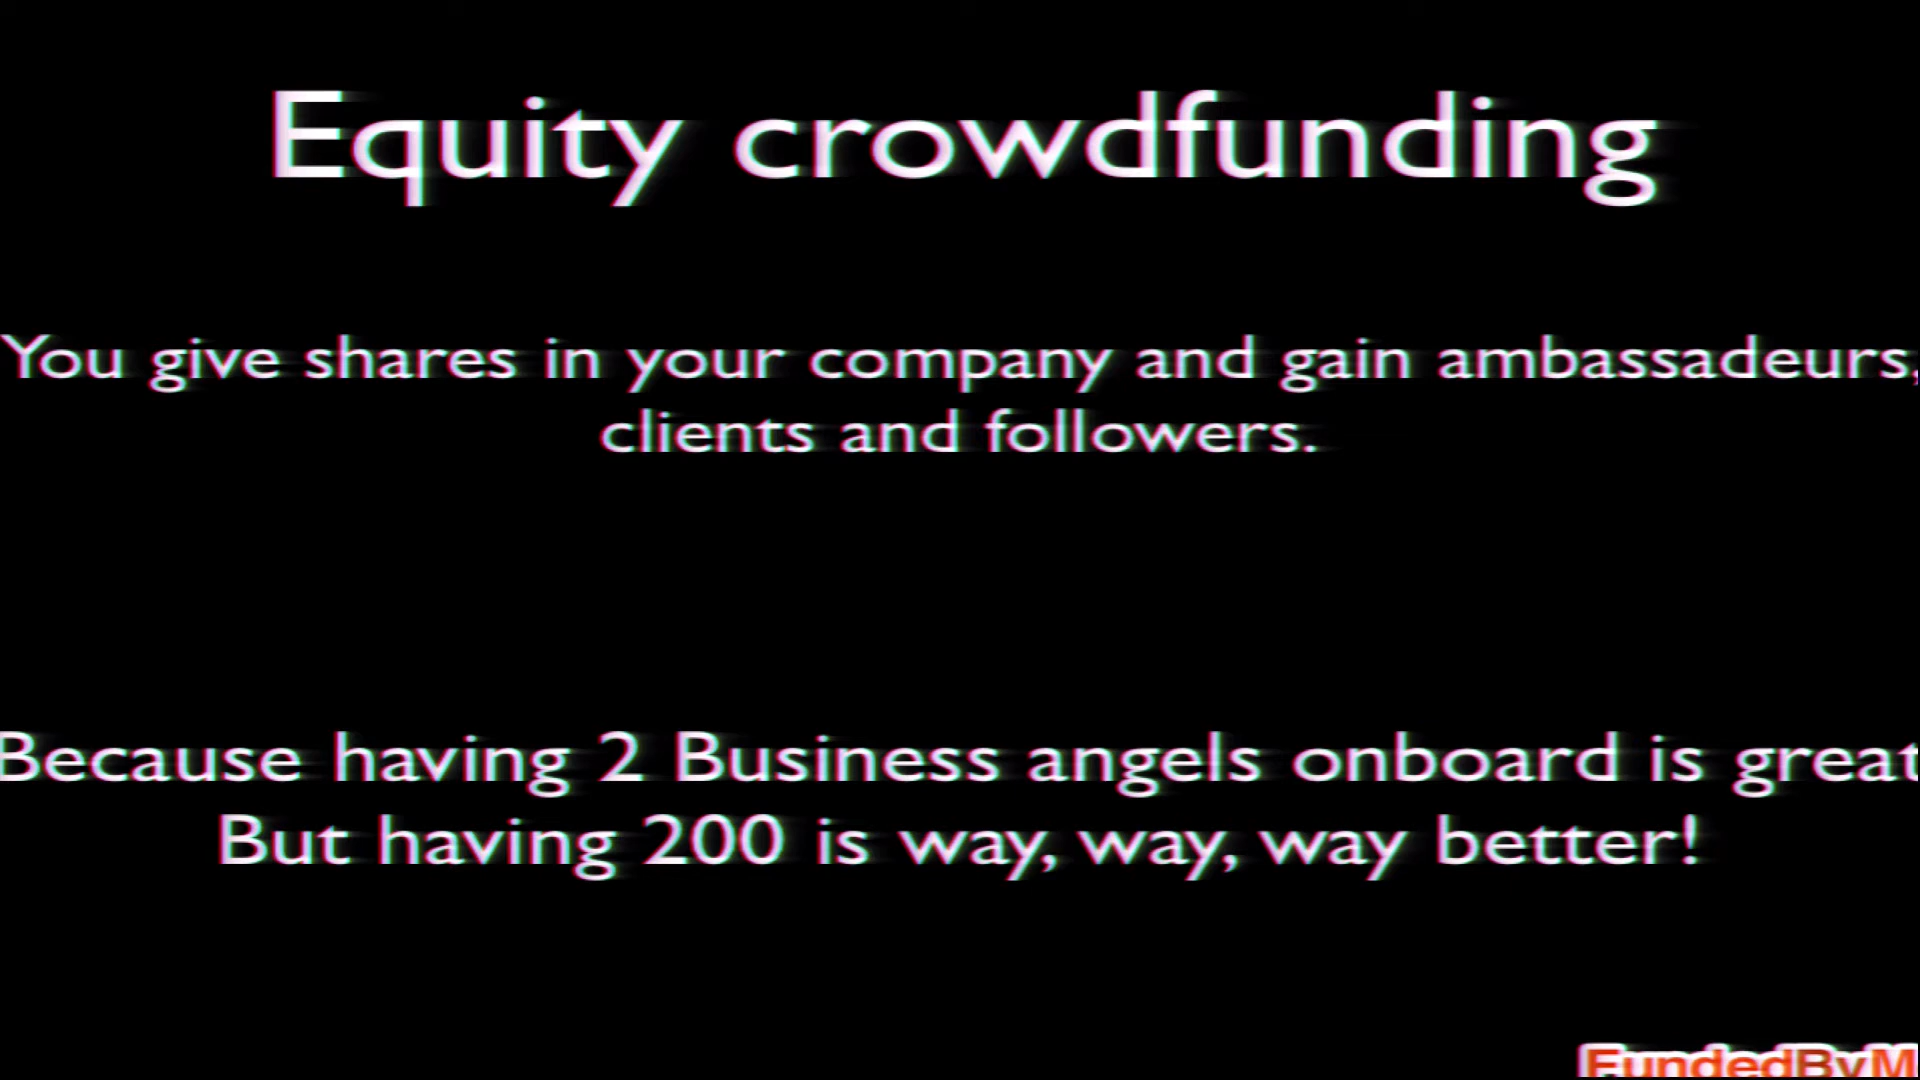 Equity crowdfunding
You give shares in your company and gain ambassadeurs,
clients and followers.
Because having 2 Business angels onboard is great
But having 200 is way, way, way better!
FundedByM